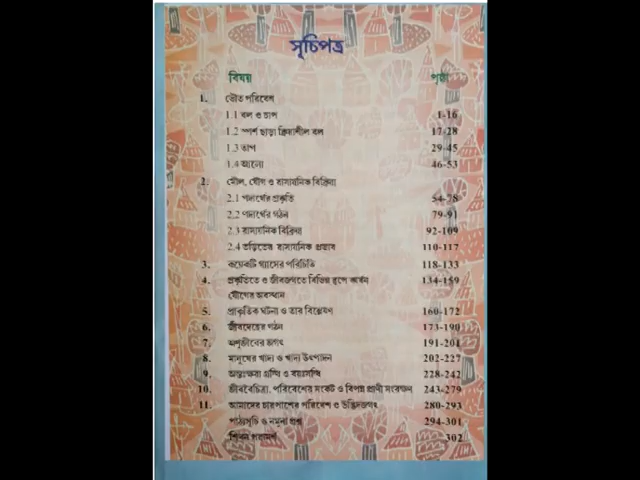 সূচিপত্র
বিষয় পৃষ্ঠা
1. ভৌত পরিবেশ
1.1 বল ও চাপ 1-16
1.2 স্পর্শ ছাড়া ক্রিয়াশীল বল 17-28
1.3 তাপ 29-45
1.4 আলো 46-53
2. মৌল, যৌগ ও রাসায়নিক বিক্রিয়া
2.1 পদার্থের প্রকৃতি 54-78
2.2 পদার্থের গঠন 79-91
2.3 রাসায়নিক বিক্রিয়া 92-109
2.4 তড়িতের রাসায়নিক প্রভাব 110-117
3. কয়েকটি গ্যাসের পরিচিতি 118-133
4. প্রকৃতিতে ও জীবজগতে বিভিন্ন রূপে কার্বন 134-159
যৌগের অবস্থান
5. প্রাকৃতিক ঘটনা ও তার বিশ্লেষণ 160-172
6. জীবদেহের গঠন 173-190
7. অণুজীবের জগৎ 191-201
8. মানুষের খাদ্য ও খাদ্য উৎপাদন 202-227
9. অন্তঃক্ষরা গ্রন্থি ও বয়ঃসন্ধি 228-242
10. জীববৈচিত্র্য, পরিবেশের সংকট ও বিপন্ন প্রাণী সংরক্ষণ 243-279
11. আমাদের চারপাশের পরিবেশ ও উদ্ভিদজগৎ 280-293
পাঠ্যসূচি ও নমুনা প্রশ্ন 294-301
শিখন পরামর্শ 302